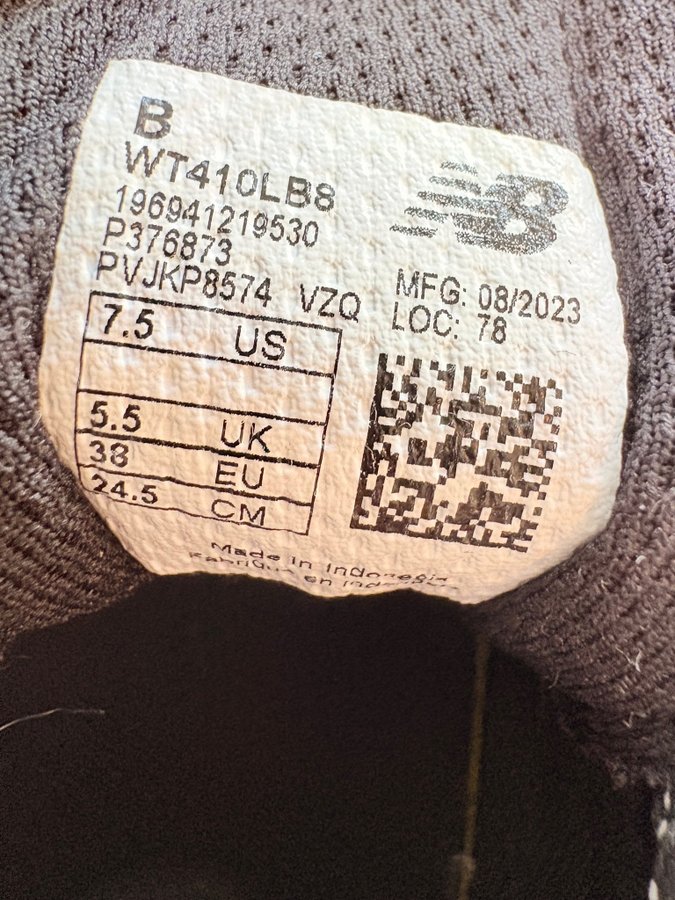 B
WT410LB8
196941219530
P376873
PVJKP8574 VZQ
NB
MFG: 08/2023
LOC: 78
7.5 US
5.5 UK
38 EU
24.5 CM
Made in Indonesia
Fabriqué en Indonésie